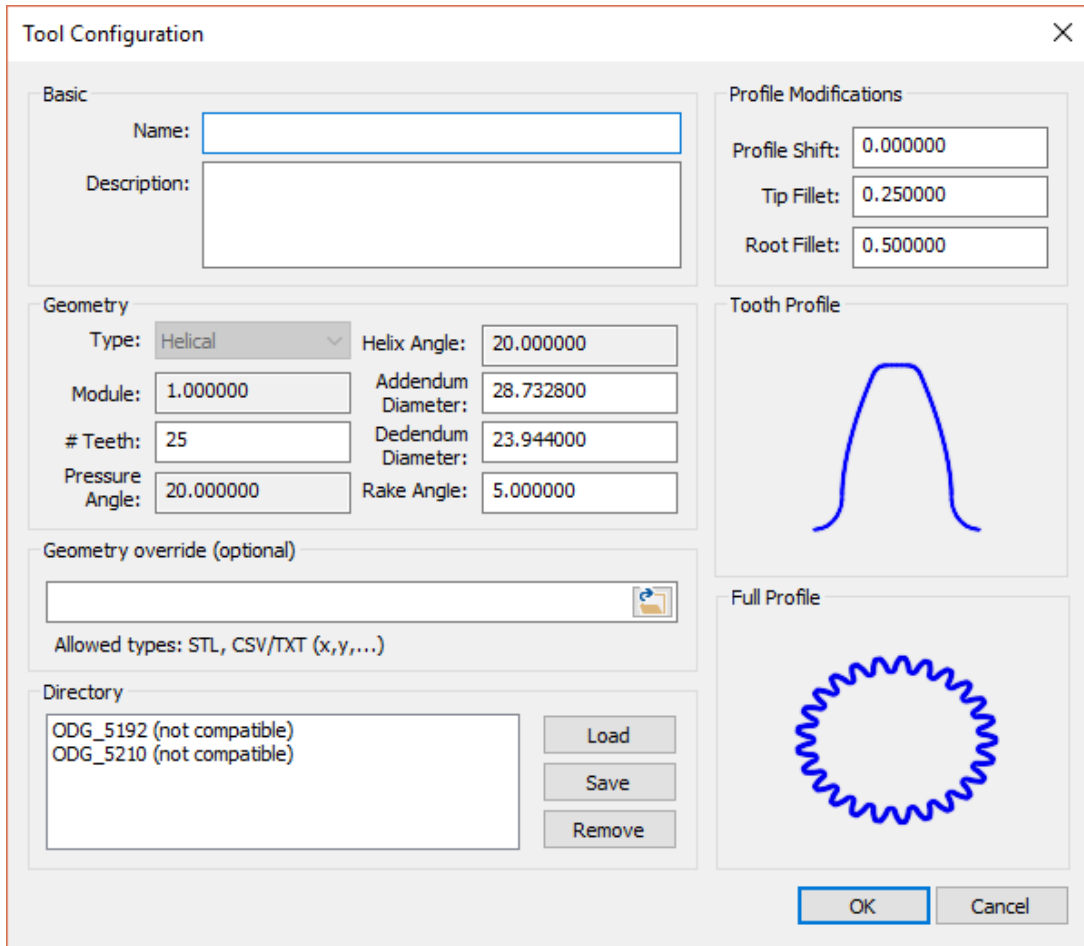 Tool Configuration
Basic
Name:
Description:
Profile Modifications
Profile Shift: 0.000000
Tip Fillet: 0.250000
Root Fillet: 0.500000
Geometry
Type: Helical
Helix Angle: 20.000000
Module: 1.000000
Addendum
Diameter: 28.732800
# Teeth: 25
Dedendum
Diameter: 23.944000
Pressure
Angle: 20.000000
Rake Angle: 5.000000
Tooth Profile
Geometry override (optional)
Allowed types: STL, CSV/TXT (x,y,...)
Full Profile
Directory
ODG_5192 (not compatible)
ODG_5210 (not compatible)
Load
Save
Remove
OK
Cancel